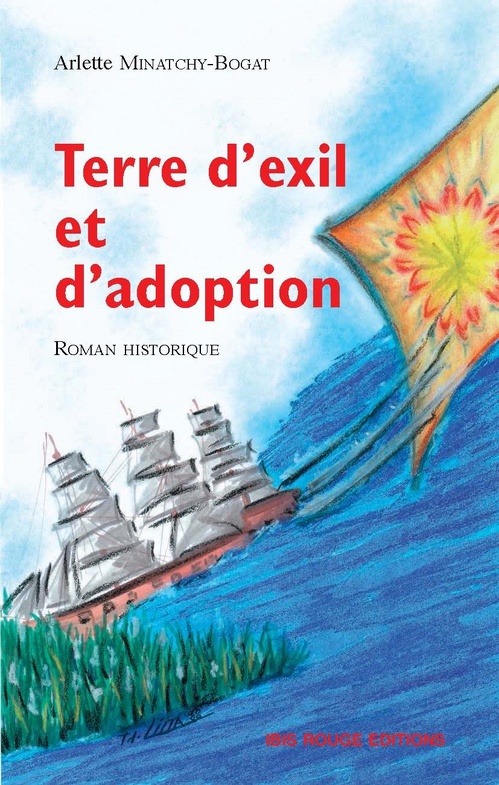 Arlette MINATCHY-BOGAT
Terre d'exil
et
d'adoption
ROMAN HISTORIQUE
IBIS ROUGE EDITIONS